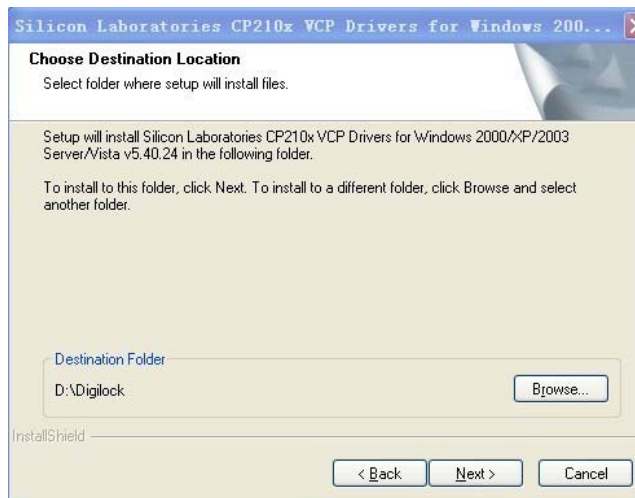 Silicon Laboratories CP210x VCP Drivers for Windows 200...
Choose Destination Location
Select folder where setup will install files.
Setup will install Silicon Laboratories CP210x VCP Drivers for Windows 2000/XP/2003
Server/Vista v5.40.24 in the following folder.
To install to this folder, click Next. To install to a different folder, click Browse and select
another folder.
Destination Folder
D:\Digilock
Browse...
InstallShield
< Back
Next >
Cancel